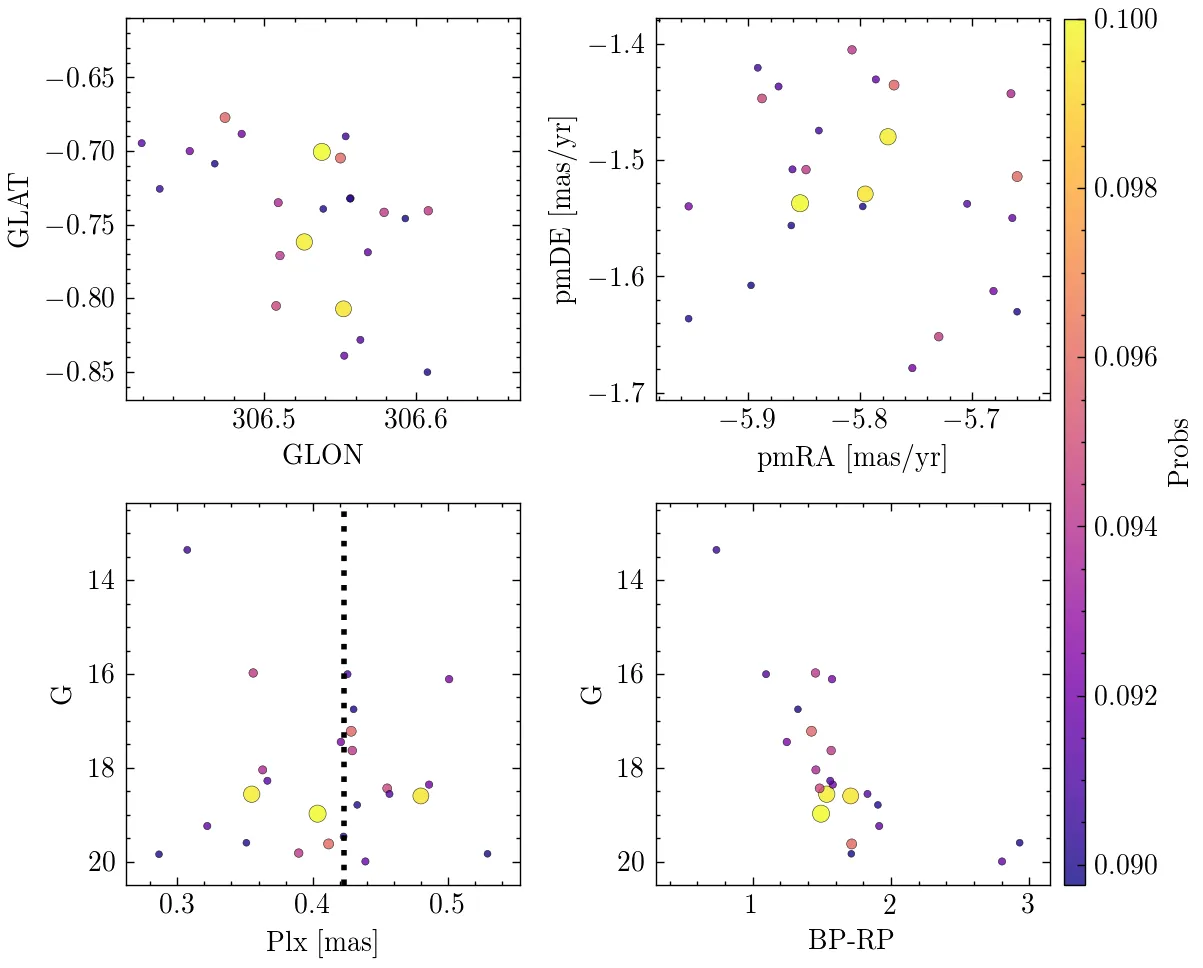 −0.65
−0.70
−0.75
−0.80
−0.85
GLAT
306.5 306.6
GLON
−1.4
−1.5
−1.6
−1.7
pmDE [mas/yr]
−5.9 −5.8 −5.7
pmRA [mas/yr]
14
16
18
20
G
0.3 0.4 0.5
Plx [mas]
14
16
18
20
G
1 2 3
BP-RP
0.100
0.098
0.096
0.094
0.092
0.090
Probs